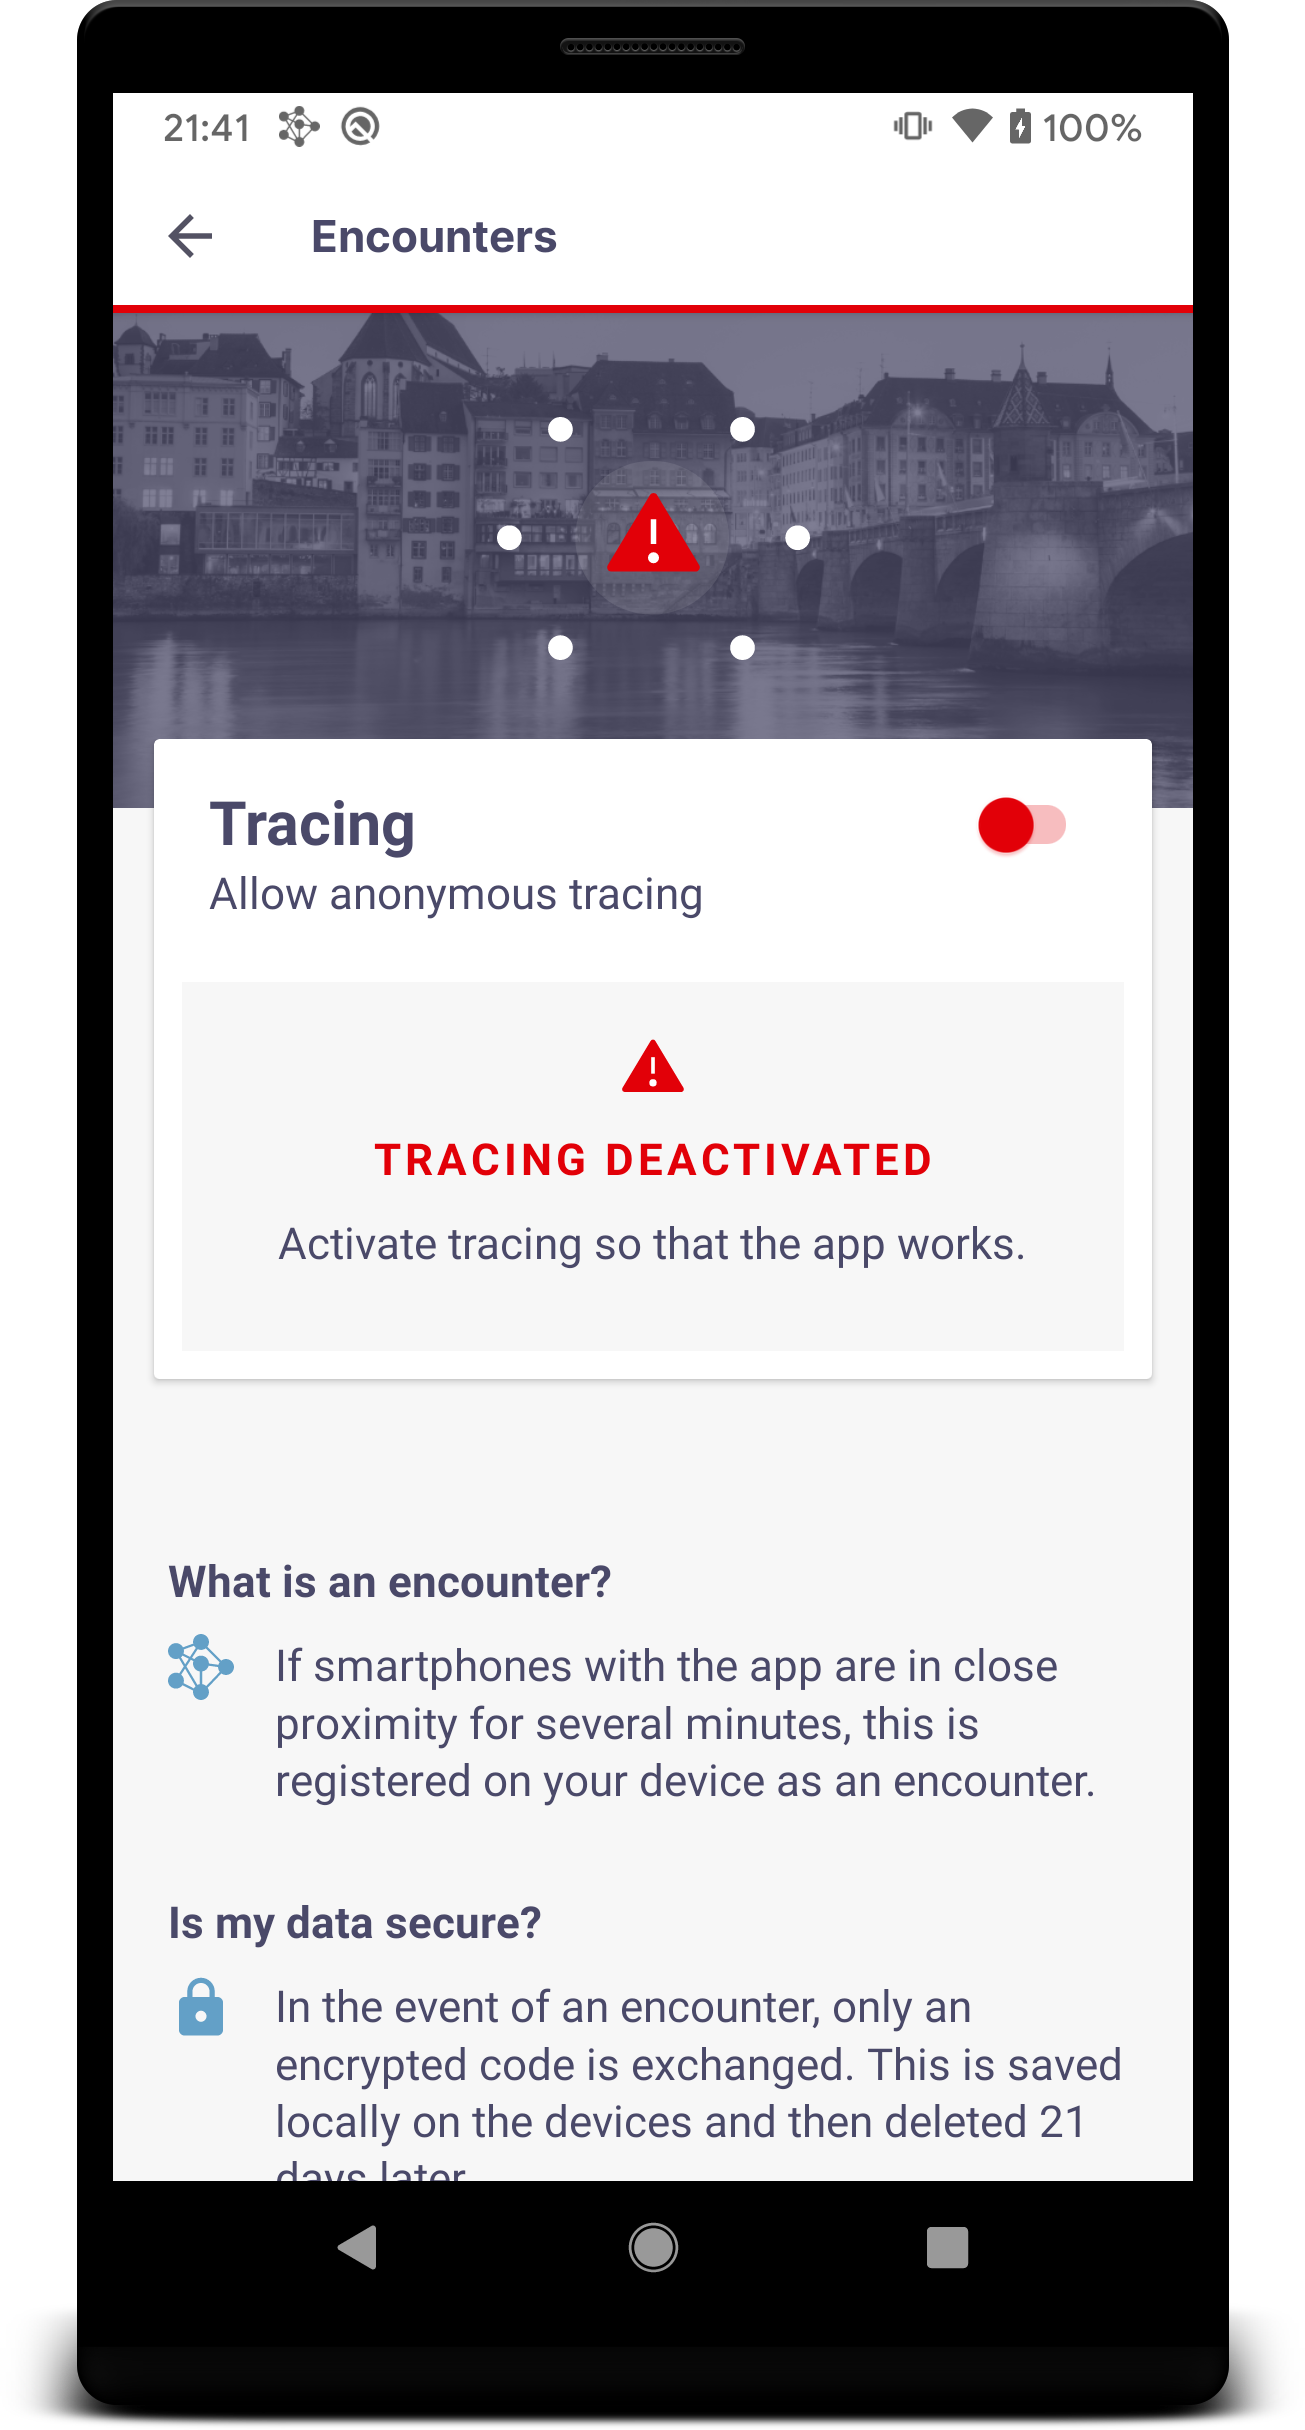 21:41 100%
Encounters
Tracing
Allow anonymous tracing
TRACING DEACTIVATED
Activate tracing so that the app works.
What is an encounter?
If smartphones with the app are in close
proximity for several minutes, this is
registered on your device as an encounter.
Is my data secure?
In the event of an encounter, only an
encrypted code is exchanged. This is saved
locally on the devices and then deleted 21
days later.